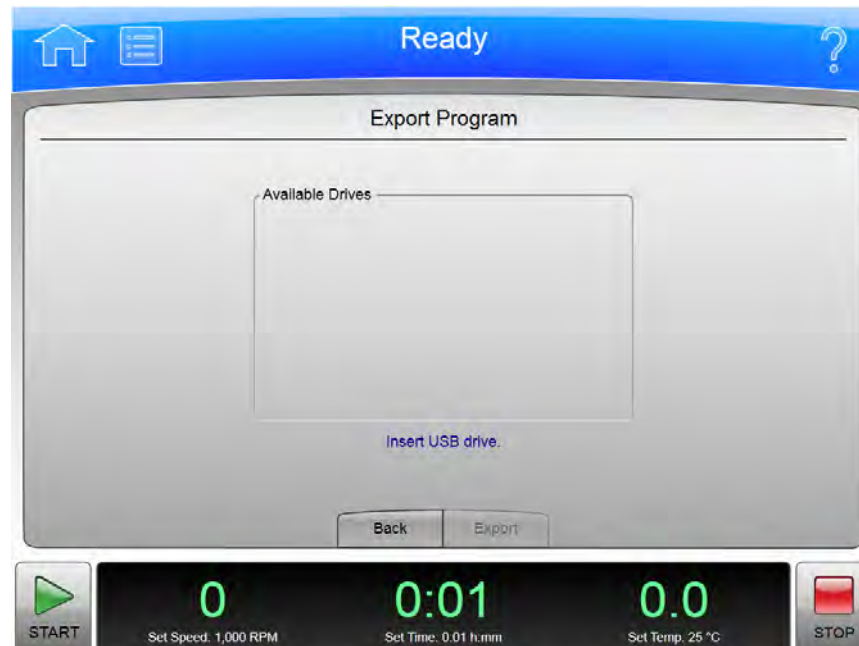 Ready
Export Program
Available Drives
Insert USB drive.
Back Export
0 0:01 0.0
START Set Speed. 1,000 RPM Set Time. 0.01 h.mm Set Temp. 25 °C STOP